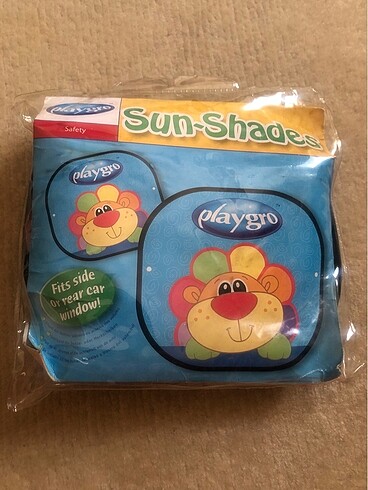 playgro
Safety
Sun-Shades
playgro
playgro
Fits side
or rear car
window!